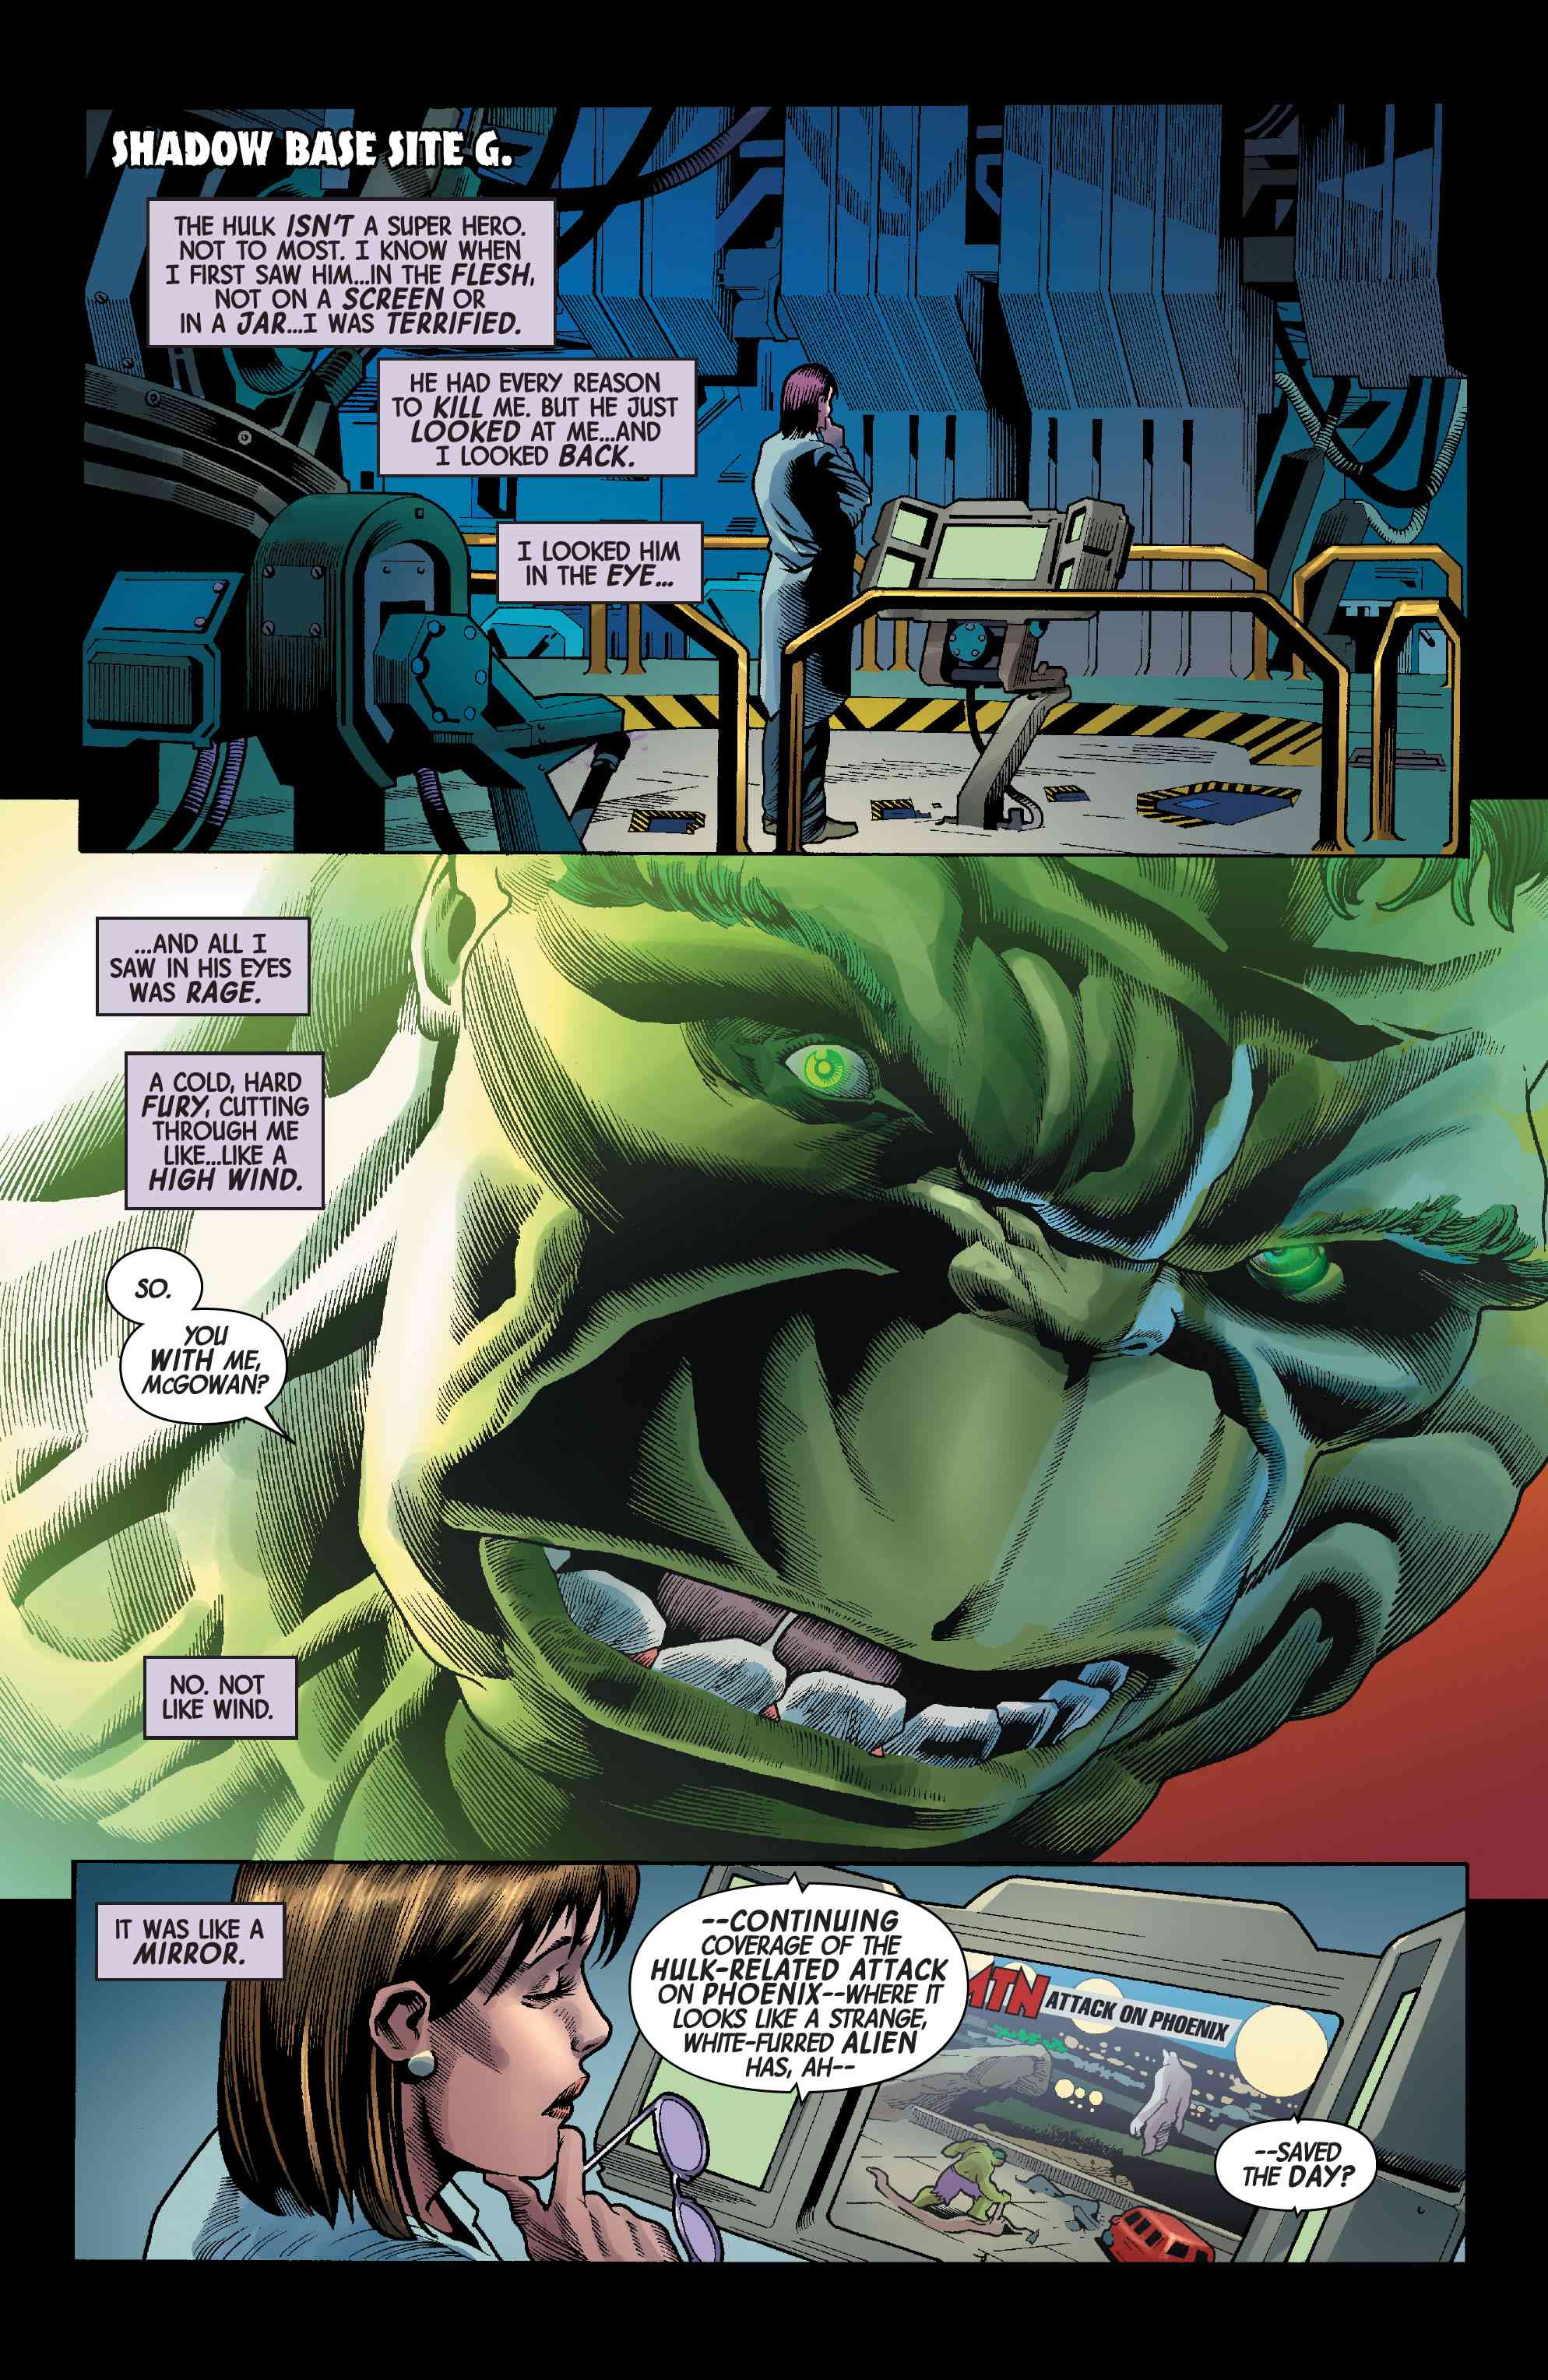 SHADOW BASE SITE G.
THE HULK ISN'T A SUPER HERO.
NOT TO MOST. I KNOW WHEN
I FIRST SAW HIM...IN THE FLESH,
NOT ON A SCREEN OR
IN A JAR...I WAS TERRIFIED.
HE HAD EVERY REASON
TO KILL ME. BUT HE JUST
LOOKED AT ME...AND
I LOOKED BACK.
I LOOKED HIM
IN THE EYE...
...AND ALL I
SAW IN HIS EYES
WAS RAGE.
A COLD, HARD
FURY, CUTTING
THROUGH ME
LIKE...LIKE A
HIGH WIND.
SO.
YOU
WITH ME,
McGOWAN?
NO. NOT
LIKE WIND.
IT WAS LIKE A
MIRROR.
--CONTINUING
COVERAGE OF THE
HULK-RELATED ATTACK
ON PHOENIX--WHERE IT
LOOKS LIKE A STRANGE,
WHITE-FURRED ALIEN
HAS, AH--
ATN ATTACK ON PHOENIX
--SAVED
THE DAY?